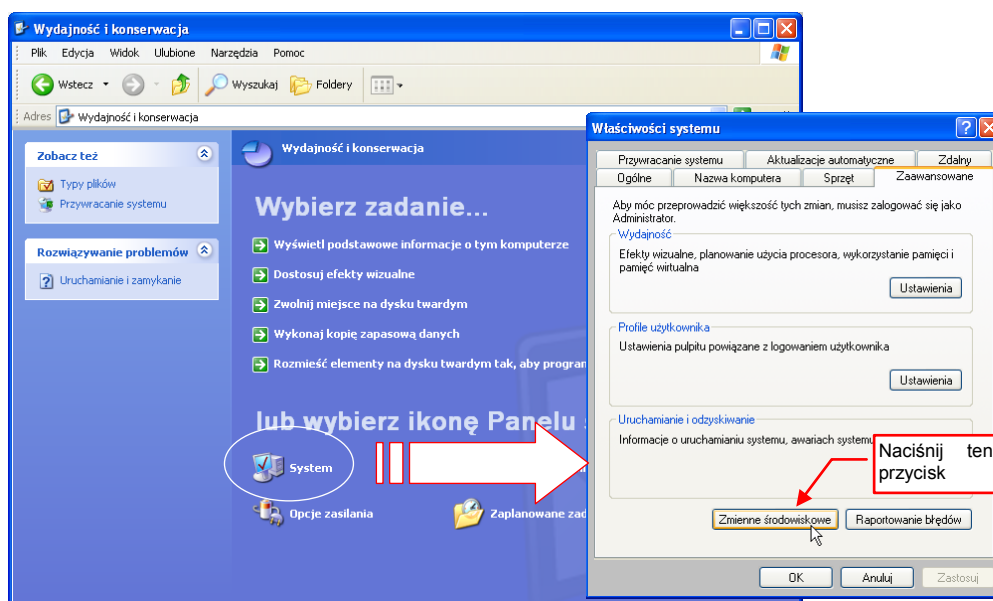 Wydajność i konserwacja
Plik Edycja Widok Ulubione Narzędzia Pomoc
Wstecz Wyszukaj Foldery
Adres Wydajność i konserwacja
Zobacz też
Typy plików
Przywracanie systemu
Rozwiązywanie problemów
Uruchamianie i zamykanie
Wydajność i konserwacja
Wybierz zadanie...
Wyświetl podstawowe informacje o tym komputerze
Dostosuj efekty wizualne
Zwolnij miejsce na dysku twardym
Wykonaj kopię zapasową danych
Rozmieść elementy na dysku twardym tak, aby program
lub wybierz ikonę Panelu
System
Opcje zasilania
Zaplanowane zad
Właściwości systemu
Przywracanie systemu Aktualizacje automatyczne Zdalny
Ogólne Nazwa komputera Sprzęt Zaawansowane
Aby móc przeprowadzić większość tych zmian, musisz zalogować się jako
Administrator.
Wydajność
Efekty wizualne, planowanie użycia procesora, wykorzystanie pamięci i
pamięć wirtualna
Ustawienia
Profile użytkownika
Ustawienia pulpitu powiązane z logowaniem użytkownika
Ustawienia
Uruchamianie i odzyskiwanie
Informacje o uruchamianiu systemu, awariach systemu
Naciśnij ten
przycisk
Zmienne środowiskowe Raportowanie błędów
OK Anuluj Zastosuj